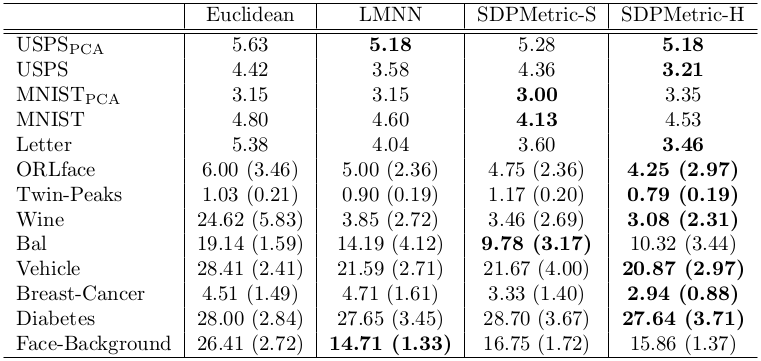 Euclidean LMNN SDPMetric-S SDPMetric-H
USPSPCA 5.63 5.18 5.28 5.18
USPS 4.42 3.58 4.36 3.21
MNISTPCA 3.15 3.15 3.00 3.35
MNIST 4.80 4.60 4.13 4.53
Letter 5.38 4.04 3.60 3.46
ORLface 6.00 (3.46) 5.00 (2.36) 4.75 (2.36) 4.25 (2.97)
Twin-Peaks 1.03 (0.21) 0.90 (0.19) 1.17 (0.20) 0.79 (0.19)
Wine 24.62 (5.83) 3.85 (2.72) 3.46 (2.69) 3.08 (2.31)
Bal 19.14 (1.59) 14.19 (4.12) 9.78 (3.17) 10.32 (3.44)
Vehicle 28.41 (2.41) 21.59 (2.71) 21.67 (4.00) 20.87 (2.97)
Breast-Cancer 4.51 (1.49) 4.71 (1.61) 3.33 (1.40) 2.94 (0.88)
Diabetes 28.00 (2.84) 27.65 (3.45) 28.70 (3.67) 27.64 (3.71)
Face-Background 26.41 (2.72) 14.71 (1.33) 16.75 (1.72) 15.86 (1.37)